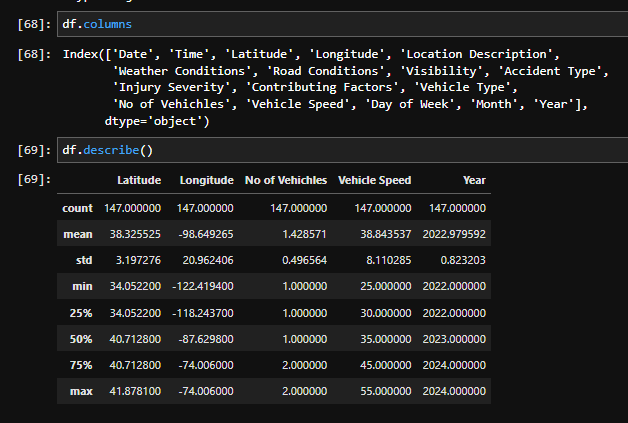 [68]: df.columns
[68]: Index(['Date', 'Time', 'Latitude', 'Longitude', 'Location Description',
'Weather Conditions', 'Road Conditions', 'Visibility', 'Accident Type',
'Injury Severity', 'Contributing Factors', 'Vehicle Type',
'No of Vehichles', 'Vehicle Speed', 'Day of Week', 'Month', 'Year'],
dtype='object')
[69]: df.describe()
[69]:
Latitude Longitude No of Vehichles Vehicle Speed Year
count 147.000000 147.000000 147.000000 147.000000 147.000000
mean 38.325525 -98.649265 1.428571 38.843537 2022.979592
std 3.197276 20.962406 0.496564 8.110285 0.823203
min 34.052200 -122.419400 1.000000 25.000000 2022.000000
25% 34.052200 -118.243700 1.000000 30.000000 2022.000000
50% 40.712800 -87.629800 1.000000 35.000000 2023.000000
75% 40.712800 -74.006000 2.000000 45.000000 2024.000000
max 41.878100 -74.006000 2.000000 55.000000 2024.000000